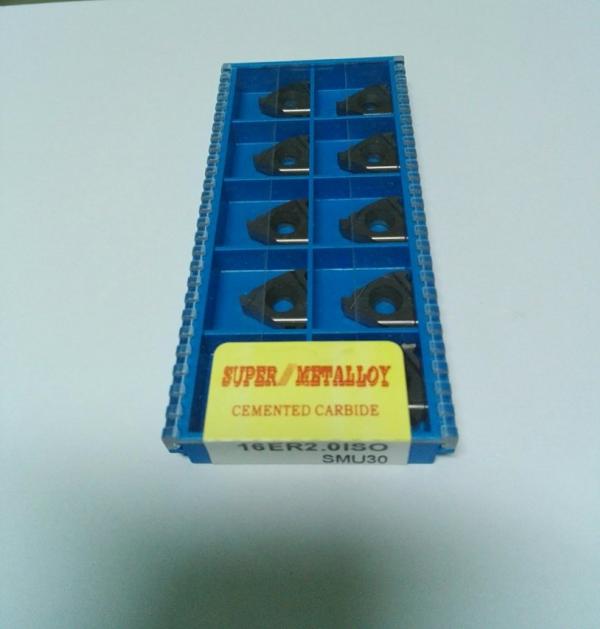 SUPER//METALLOY
CEMENTED CARBIDE
16ER2.0ISO
SMU30